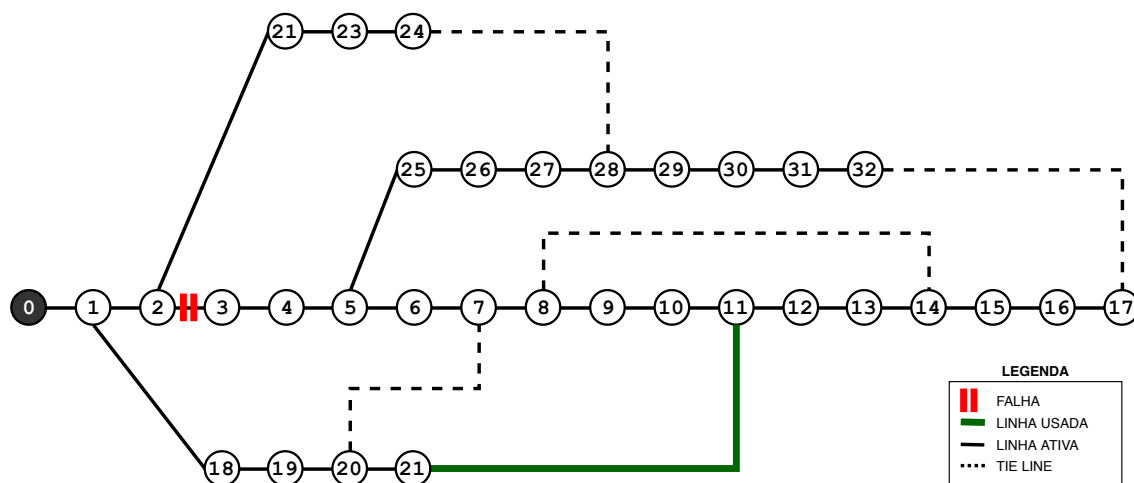 21 23 24
25 26 27 28 29 30 31 32
0 1 2 3 4 5 6 7 8 9 10 11 12 13 14 15 16 17
18 19 20 21
LEGENDA
FALHA
LINHA USADA
LINHA ATIVA
TIE LINE